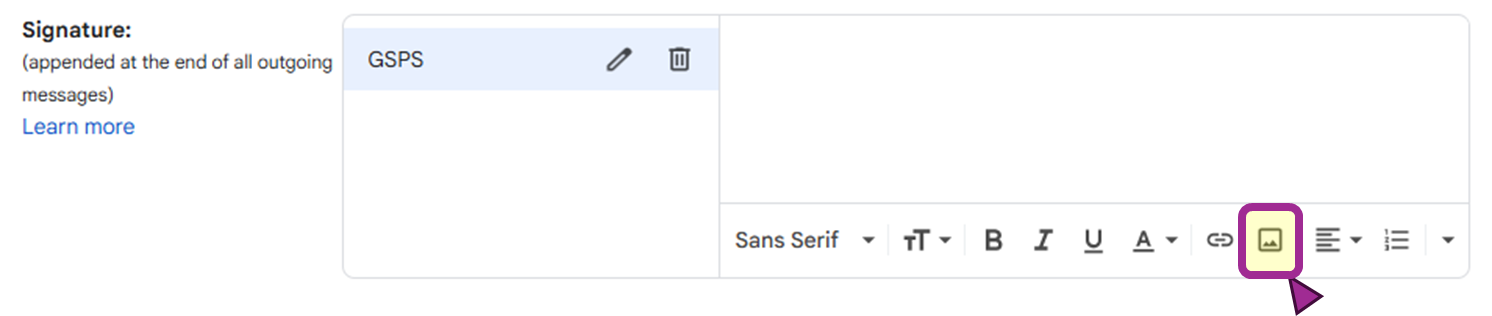 Signature:
(appended at the end of all outgoing
messages)
Learn more
GSPS
Sans Serif